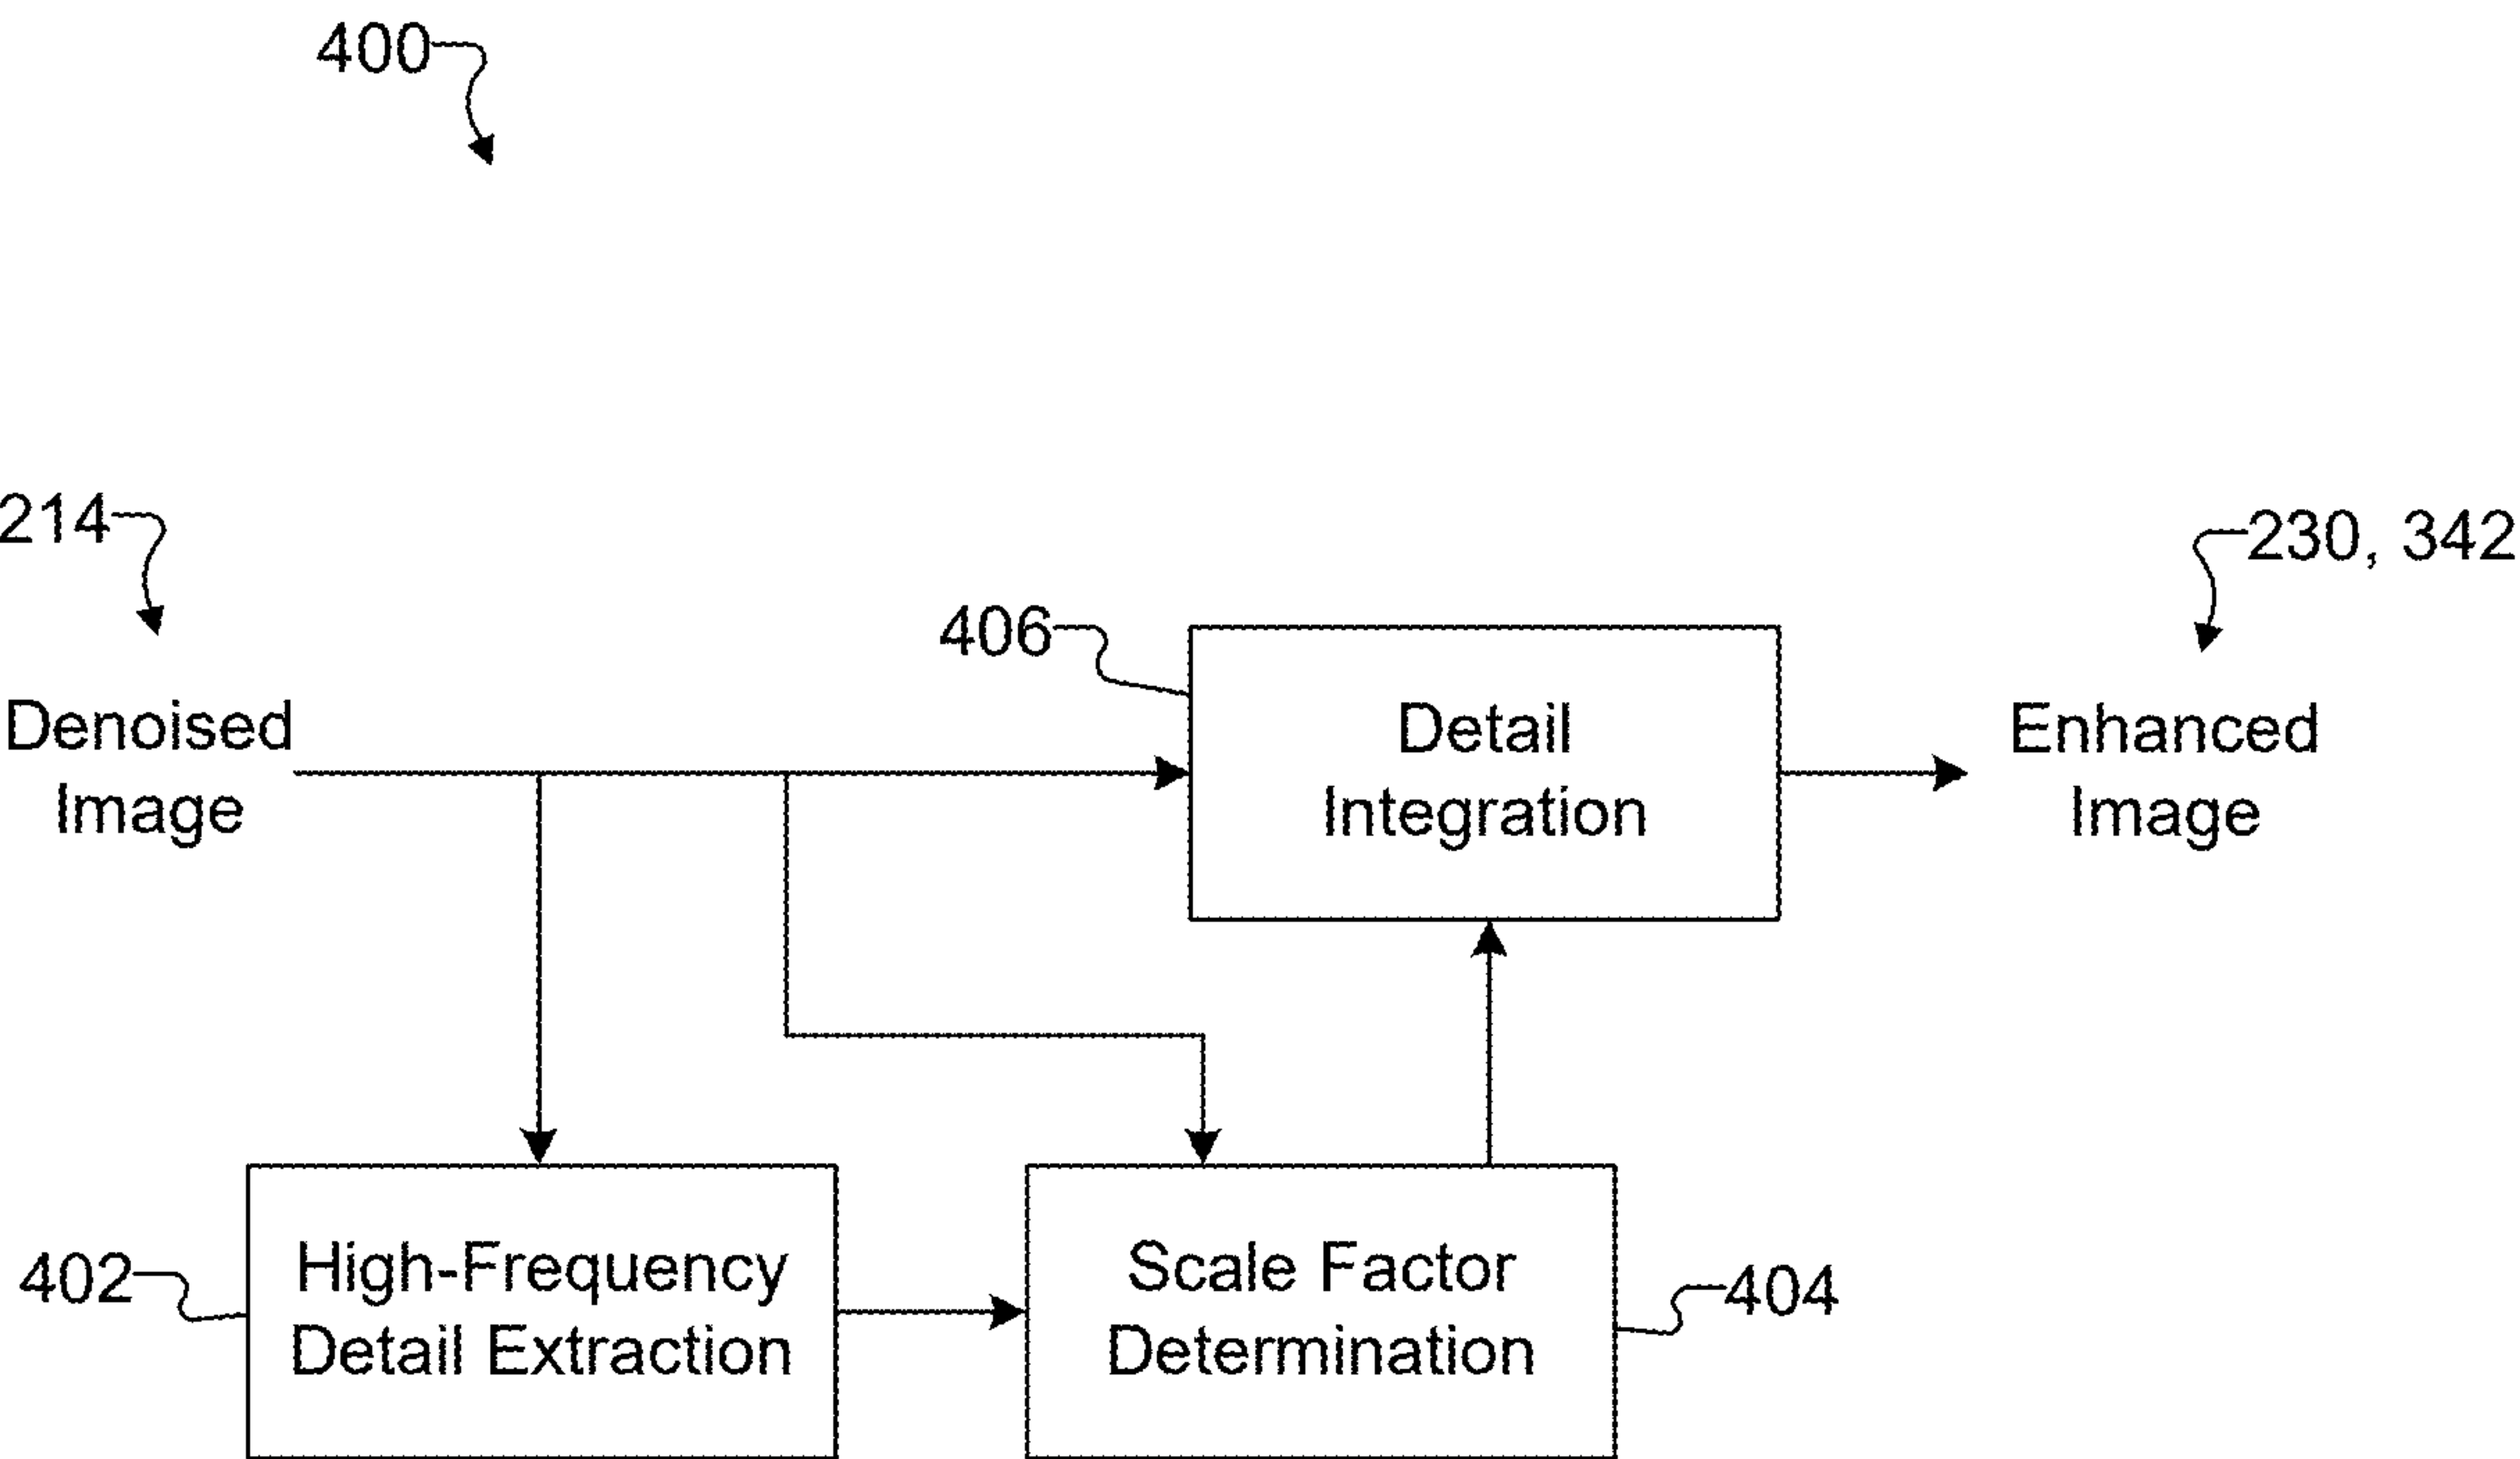 400
214
230, 342
406
Denoised
Image
Detail
Integration
Enhanced
Image
402
High-Frequency
Detail Extraction
Scale Factor
Determination
404